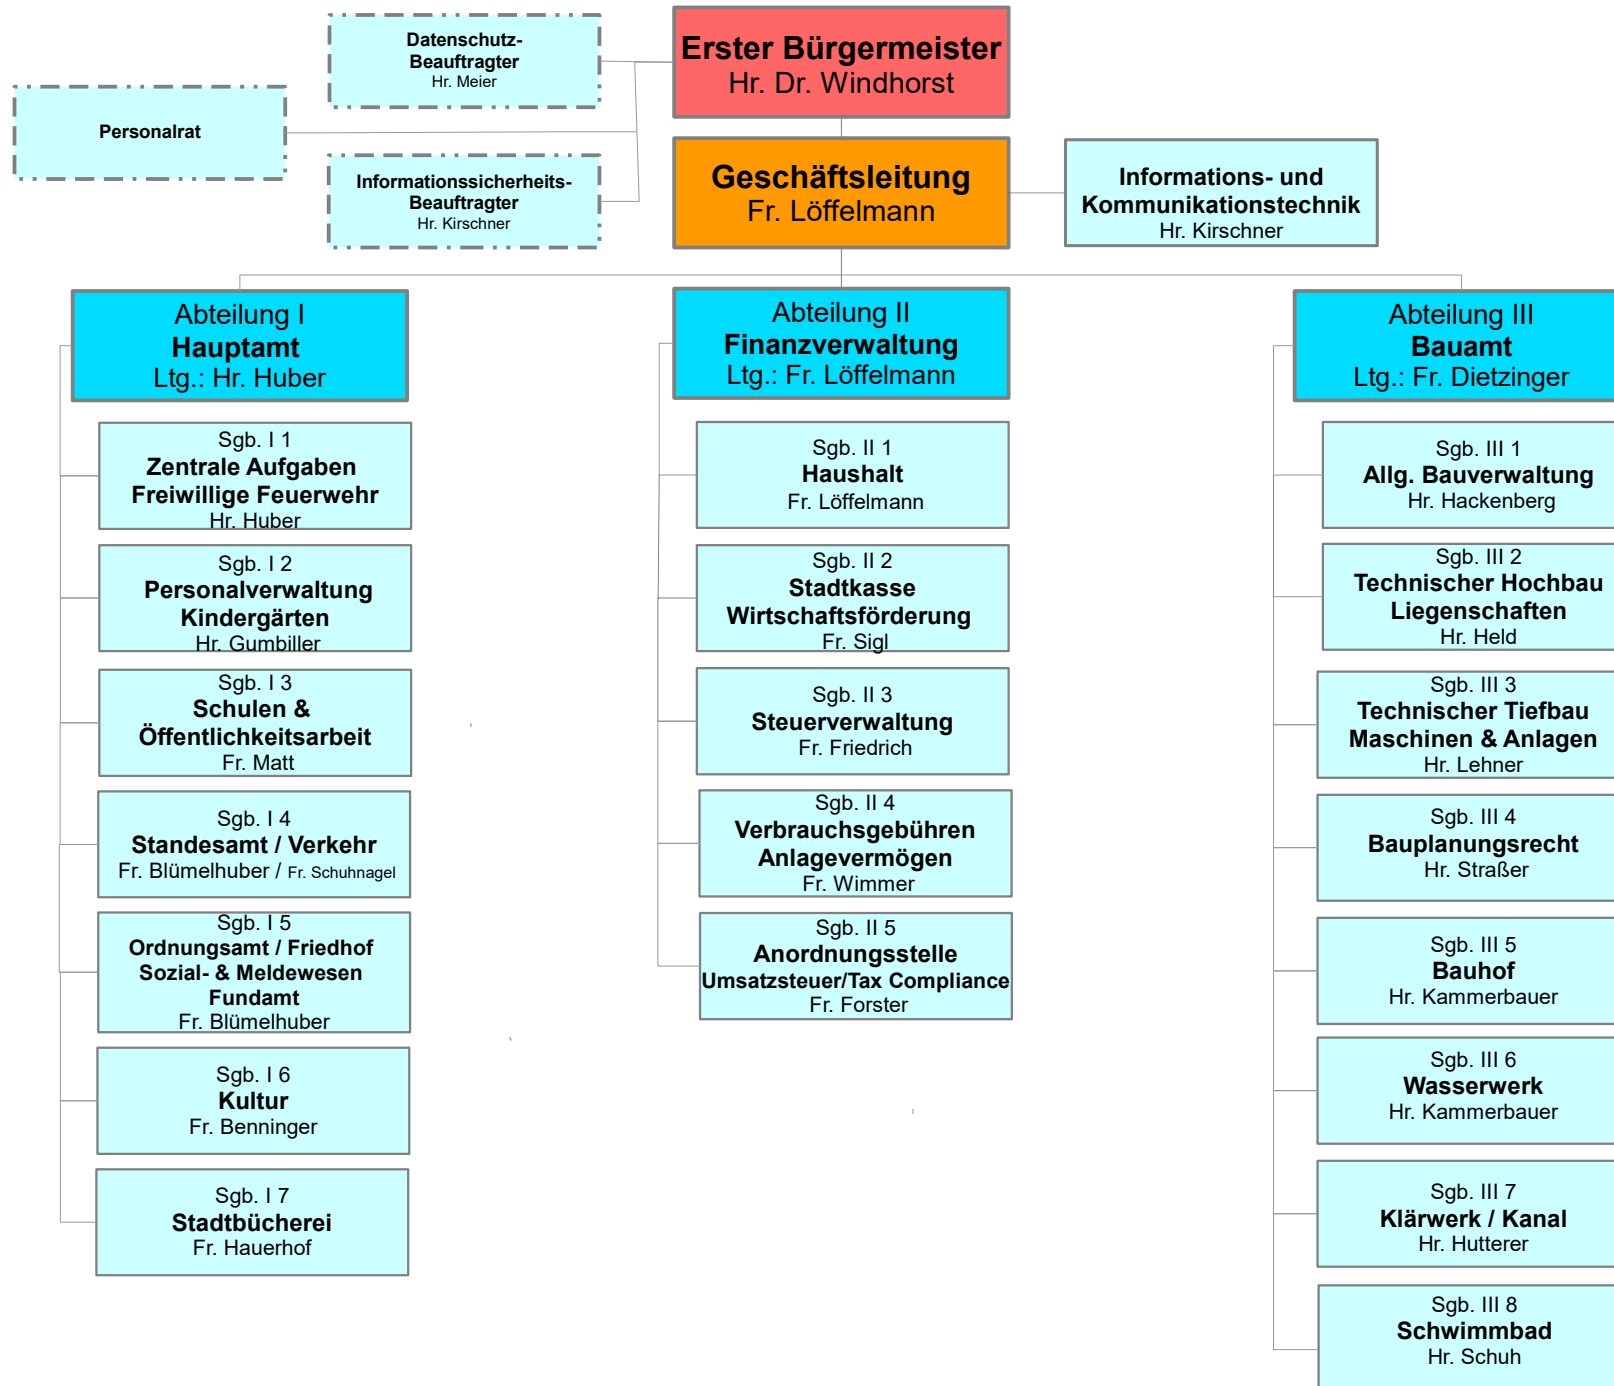 Datenschutz-
Beauftragter
Hr. Meier
Erster Bürgermeister
Hr. Dr. Windhorst
Personalrat
Informationssicherheits-
Beauftragter
Hr. Kirschner
Geschäftsleitung
Fr. Löffelmann
Informations- und
Kommunikationstechnik
Hr. Kirschner
Abteilung I
Hauptamt
Ltg.: Hr. Huber
Sgb. I 1
Zentrale Aufgaben
Freiwillige Feuerwehr
Hr. Huber
Sgb. I 2
Personalverwaltung
Kindergärten
Hr. Gumbiller
Sgb. I 3
Schulen &
Öffentlichkeitsarbeit
Fr. Matt
Sgb. I 4
Standesamt / Verkehr
Fr. Blümelhuber / Fr. Schuhnagel
Sgb. I 5
Ordnungsamt / Friedhof
Sozial- & Meldewesen
Fundamt
Fr. Blümelhuber
Sgb. I 6
Kultur
Fr. Benninger
Sgb. I 7
Stadtbücherei
Fr. Hauerhof
Abteilung II
Finanzverwaltung
Ltg.: Fr. Löffelmann
Sgb. II 1
Haushalt
Fr. Löffelmann
Sgb. II 2
Stadtkasse
Wirtschaftsförderung
Fr. Sigl
Sgb. II 3
Steuerverwaltung
Fr. Friedrich
Sgb. II 4
Verbrauchsgebühren
Anlagevermögen
Fr. Wimmer
Sgb. II 5
Anordnungsstelle
Umsatzsteuer/Tax Compliance
Fr. Forster
Abteilung III
Bauamt
Ltg.: Fr. Dietzinger
Sgb. III 1
Allg. Bauverwaltung
Hr. Hackenberg
Sgb. III 2
Technischer Hochbau
Liegenschaften
Hr. Held
Sgb. III 3
Technischer Tiefbau
Maschinen & Anlagen
Hr. Lehner
Sgb. III 4
Bauplanungsrecht
Hr. Straßer
Sgb. III 5
Bauhof
Hr. Kammerbauer
Sgb. III 6
Wasserwerk
Hr. Kammerbauer
Sgb. III 7
Klärwerk / Kanal
Hr. Hutterer
Sgb. III 8
Schwimmbad
Hr. Schuh